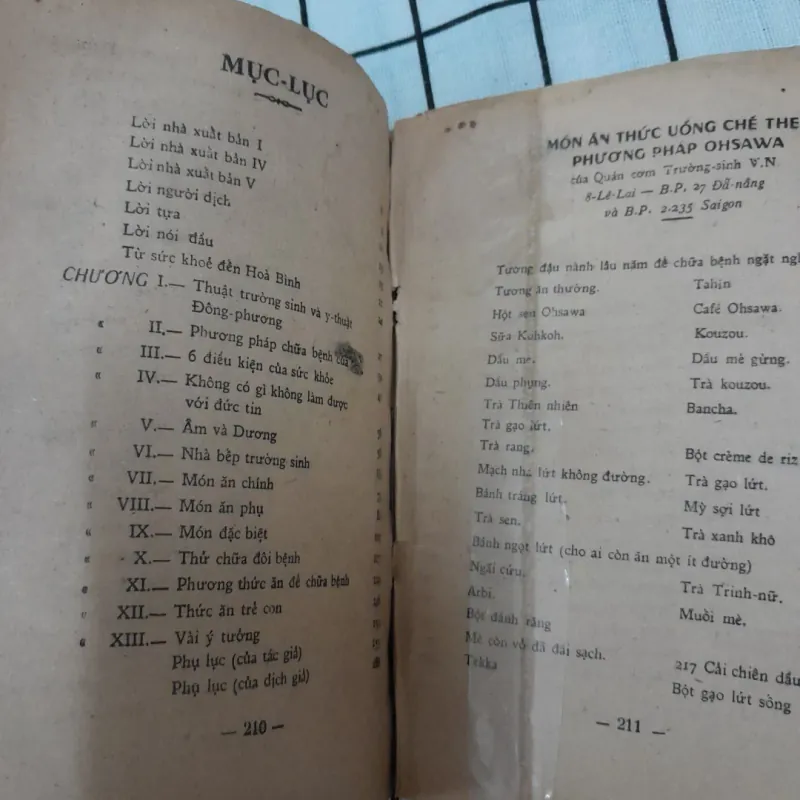 MỤC-LỤC
Lời nhà xuất bản I
Lời nhà xuất bản IV
Lời nhà xuất bản V
Lời người dịch
Lời tựa
Lời nói đầu
Từ sức khoẻ đến Hoà Bình
CHƯƠNG I.— Thuật trường sinh và y-thuật
Đông-phương
« II.— Phương pháp chữa bệnh của
« III.— 6 điều kiện của sức khỏe
« IV.— Không có gì không làm được
với đức tin
« V.— Âm và Dương
« VI.— Nhà bếp trường sinh
« VII.— Món ăn chính
« VIII.— Món ăn phụ
« IX.— Món đặc biệt
« X.— Thử chữa đôi bệnh
« XI.— Phương thức ăn để chữa bệnh
« XII.— Thức ăn trẻ con
« XIII.— Vài ý tưởng
Phụ lục (của tác giả)
Phụ lục (của dịch giả)
— 210 —
MÓN ĂN THỨC UỐNG CHẾ THE
PHƯƠNG PHÁP OHSAWA
của Quán cơm Trường-sinh V.N
8-Lê-Lai — B.P. 27 Đẵ-nẵng
và B.P. 2.235 Saigon
Tương đậu nành lâu năm để chữa bệnh ngặt ngh
Tương ăn thường. Tahin
Hột sen Ohsawa Café Ohsawa.
Sữa Kohkoh. Kouzou.
Dầu mè. Dầu mè gừng.
Dầu phụng. Trà kouzou.
Trà Thiên nhiên Bancha.
Trà gạo lứt.
Trà rang. Bột crème de riz
Mạch nha lứt không đường. Trà gạo lứt.
Bánh tráng lứt. Mỳ sợi lứt
Trà sen. Trà xanh khô
Bánh ngọt lứt (cho ai còn ăn một ít đường)
Ngải cứu. Trà Trinh-nữ.
Arbi. Muối mè.
Bột đánh răng
Mè còn vỏ đã đãi sạch.
Tekka 217 Cải chiên dầu
Bột gạo lứt sồng
— 211 —